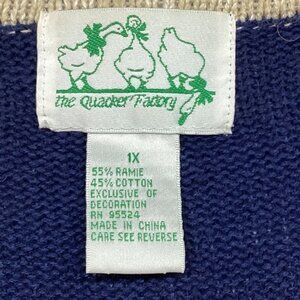 the Quacker Factory
1X
55% RAMIE
45% COTTON
EXCLUSIVE OF
DECORATION
RN 95524
MADE IN CHINA
CARE SEE REVERSE